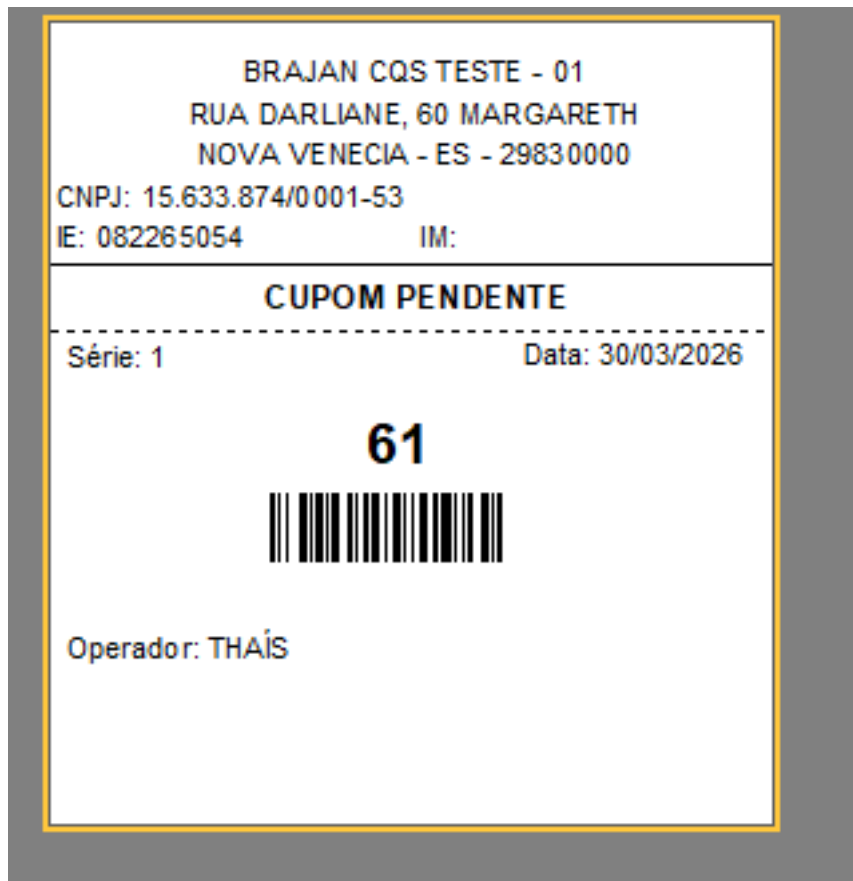 BRAJAN CQS TESTE - 01
RUA DARLIANE, 60 MARGARETH
NOVA VENECIA - ES - 29830000
CNPJ: 15.633.874/0001-53
IE: 082265054 IM:
CUPOM PENDENTE
Série: 1 Data: 30/03/2026
61
Operador: THAÍS